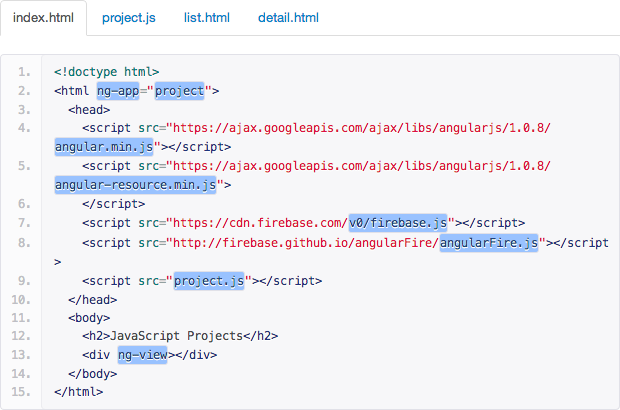 index.html project.js list.html detail.html
1. <!doctype html>
2. <html ng-app="project">
3. <head>
4. <script src="https://ajax.googleapis.com/ajax/libs/angularjs/1.0.8/
angular.min.js"></script>
5. <script src="https://ajax.googleapis.com/ajax/libs/angularjs/1.0.8/
angular-resource.min.js">
6. </script>
7. <script src="https://cdn.firebase.com/v0/firebase.js"></script>
8. <script src="http://firebase.github.io/angularFire/angularFire.js"></script
>
9. <script src="project.js"></script>
10. </head>
11. <body>
12. <h2>JavaScript Projects</h2>
13. <div ng-view></div>
14. </body>
15. </html>